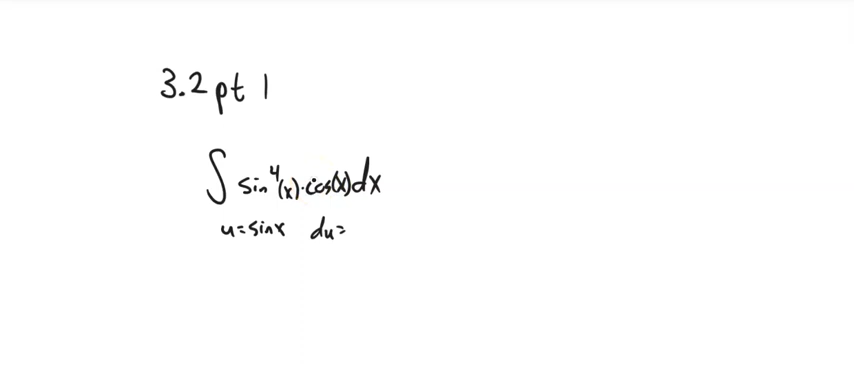 3.2 pt 1
∫ sin⁴(x)·cos(x)dx
u=sinx du=